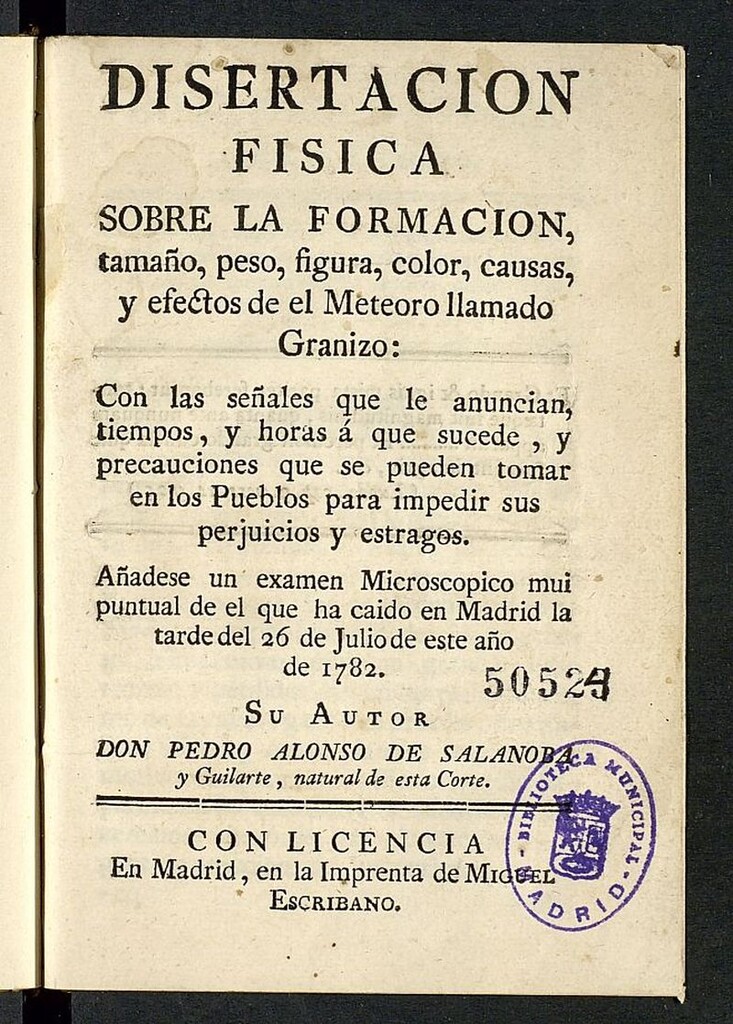 DISERTACION
FISICA
SOBRE LA FORMACION,
tamaño, peso, figura, color, causas,
y efectos de el Meteoro llamado
Granizo:
Con las señales que le anuncian,
tiempos, y horas á que sucede, y
precauciones que se pueden tomar
en los Pueblos para impedir sus
perjuicios y estragos.
Añadese un examen Microscopico mui
puntual de el que ha caido en Madrid la
tarde del 26 de Julio de este año
de 1782.
SU AUTOR
DON PEDRO ALONSO DE SALANOBA
y Guilarte, natural de esta Corte.
CON LICENCIA
En Madrid, en la Imprenta de MIGUEL
ESCRIBANO.
BIBLIOTECA MUNICIPAL
- MADRID -